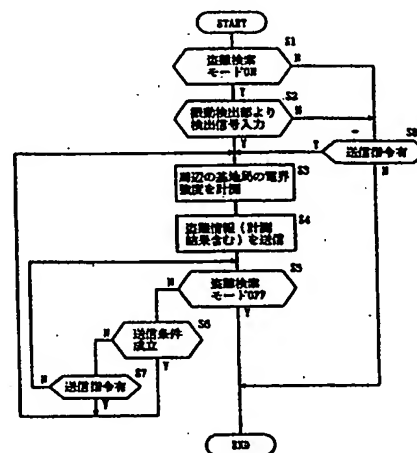 START
S1
盗難検索
モードON
N
Y
S2
振動検出部より
検出信号入力
N
Y
S8
送信指令有
Y
N
S3
周辺の基地局の電界
強度を計測
S4
盗難情報(計測
結果含む)を送信
S5
盗難検索
モードOFF
N
Y
S6
送信条件
成立
N
Y
S7
送信指令有
N
Y
END